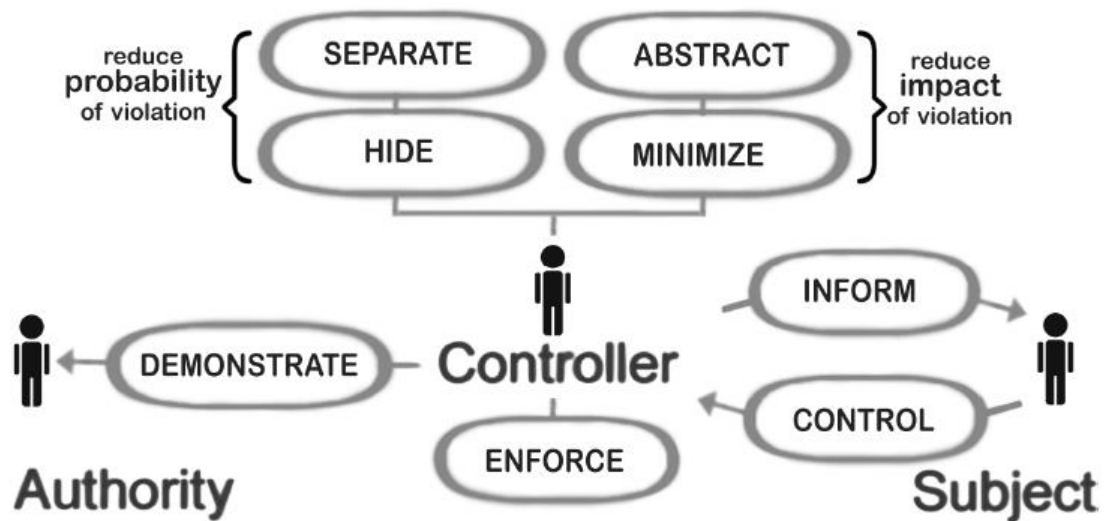 reduce
probability
of violation
SEPARATE
HIDE
ABSTRACT
MINIMIZE
reduce
impact
of violation
INFORM
DEMONSTRATE
Controller
CONTROL
ENFORCE
Authority
Subject